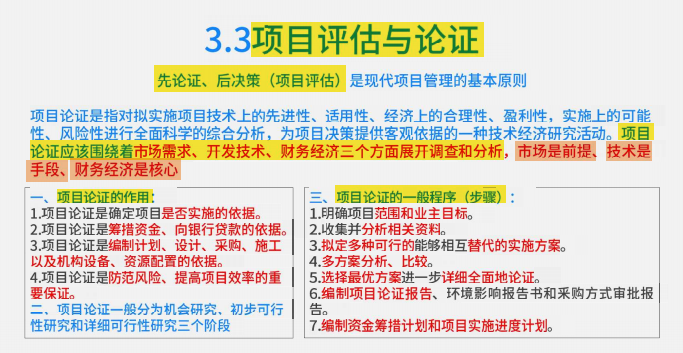 3.3项目评估与论证
先论证、后决策（项目评估）是现代项目管理的基本原则
项目论证是指对拟实施项目技术上的先进性、适用性、经济上的合理性、盈利性，实施上的可能
性、风险性进行全面科学的综合分析，为项目决策提供客观依据的一种技术经济研究活动。项目
论证应该围绕着市场需求、开发技术、财务经济三个方面展开调查和分析，市场是前提、技术是
手段、财务经济是核心
一、项目论证的作用：
1.项目论证是确定项目是否实施的依据。
2.项目论证是筹措资金、向银行贷款的依据。
3.项目论证是编制计划、设计、采购、施工
以及机构设备、资源配置的依据。
4.项目论证是防范风险、提高项目效率的重
要保证。
二、项目论证一般分为机会研究、初步可行
性研究和详细可行性研究三个阶段
三、项目论证的一般程序（步骤）：
1.明确项目范围和业主目标。
2.收集并分析相关资料。
3.拟定多种可行的能够相互替代的实施方案。
4.多方案分析、比较。
5.选择最优方案进一步详细全面地论证。
6.编制项目论证报告、环境影响报告书和采购方式审批报
告。
7.编制资金筹措计划和项目实施进度计划。